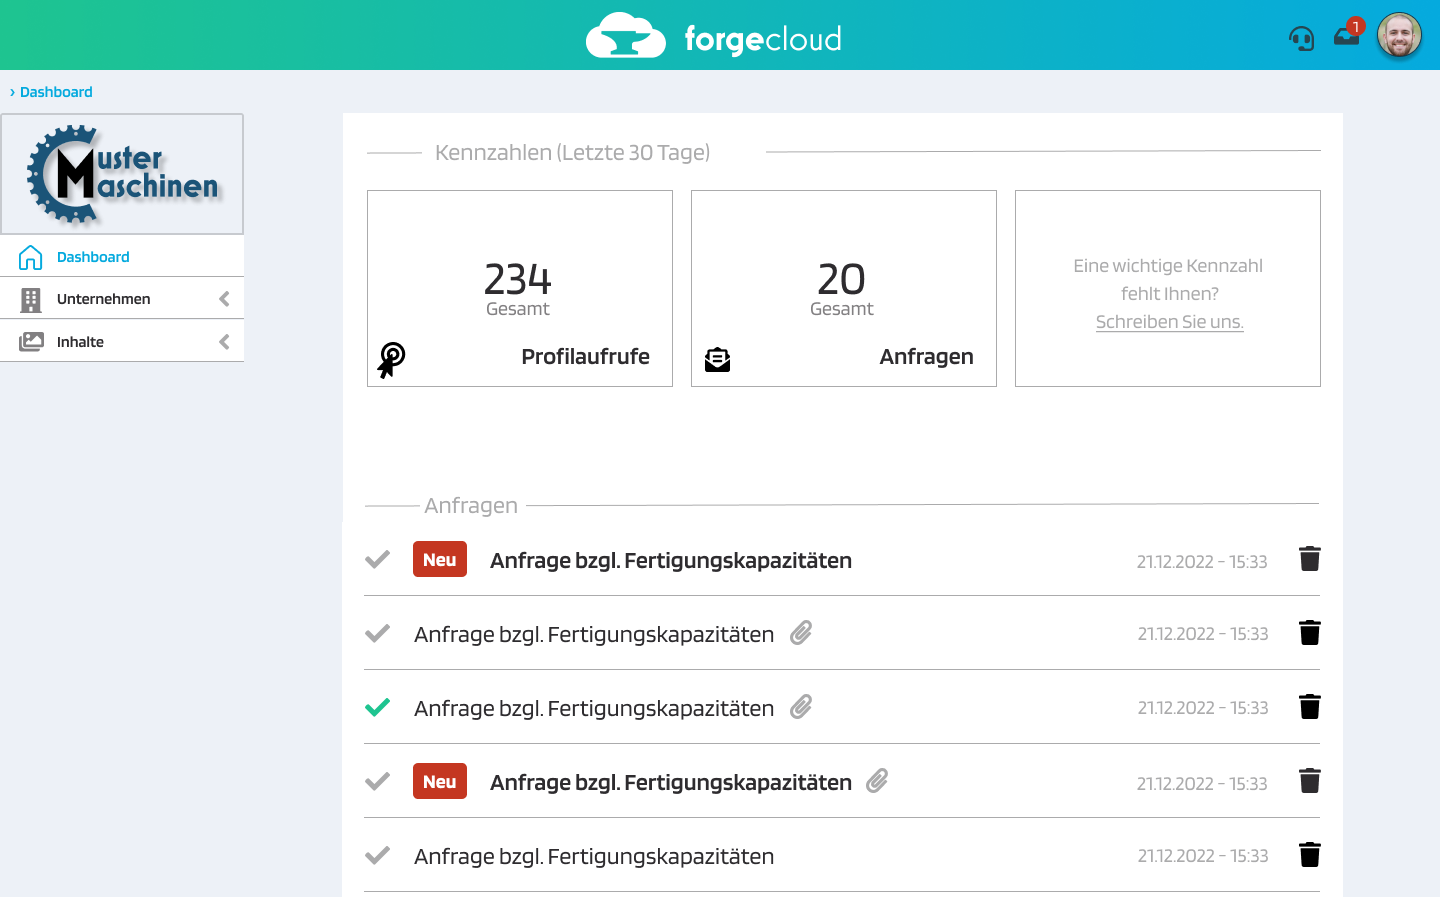 forgecloud
1
› Dashboard
Muster
Maschinen
Dashboard
Unternehmen
Inhalte
Kennzahlen (Letzte 30 Tage)
234
Gesamt
Profilaufrufe
20
Gesamt
Anfragen
Eine wichtige Kennzahl
fehlt Ihnen?
Schreiben Sie uns.
Anfragen
Neu Anfrage bzgl. Fertigungskapazitäten 21.12.2022 - 15:33
Anfrage bzgl. Fertigungskapazitäten 21.12.2022 - 15:33
Anfrage bzgl. Fertigungskapazitäten 21.12.2022 - 15:33
Neu Anfrage bzgl. Fertigungskapazitäten 21.12.2022 - 15:33
Anfrage bzgl. Fertigungskapazitäten 21.12.2022 - 15:33